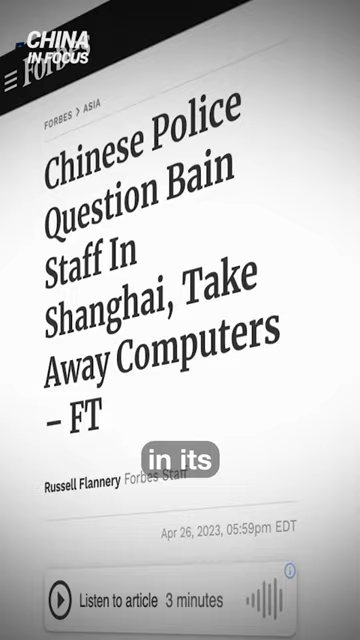 CHINA
IN FOCUS
FORBES
FORBES > ASIA
Chinese Police
Question Bain
Staff In
Shanghai, Take
Away Computers
– FT
in its
Russell Flannery Forbes Staff
Apr 26, 2023, 05:59pm EDT
Listen to article 3 minutes